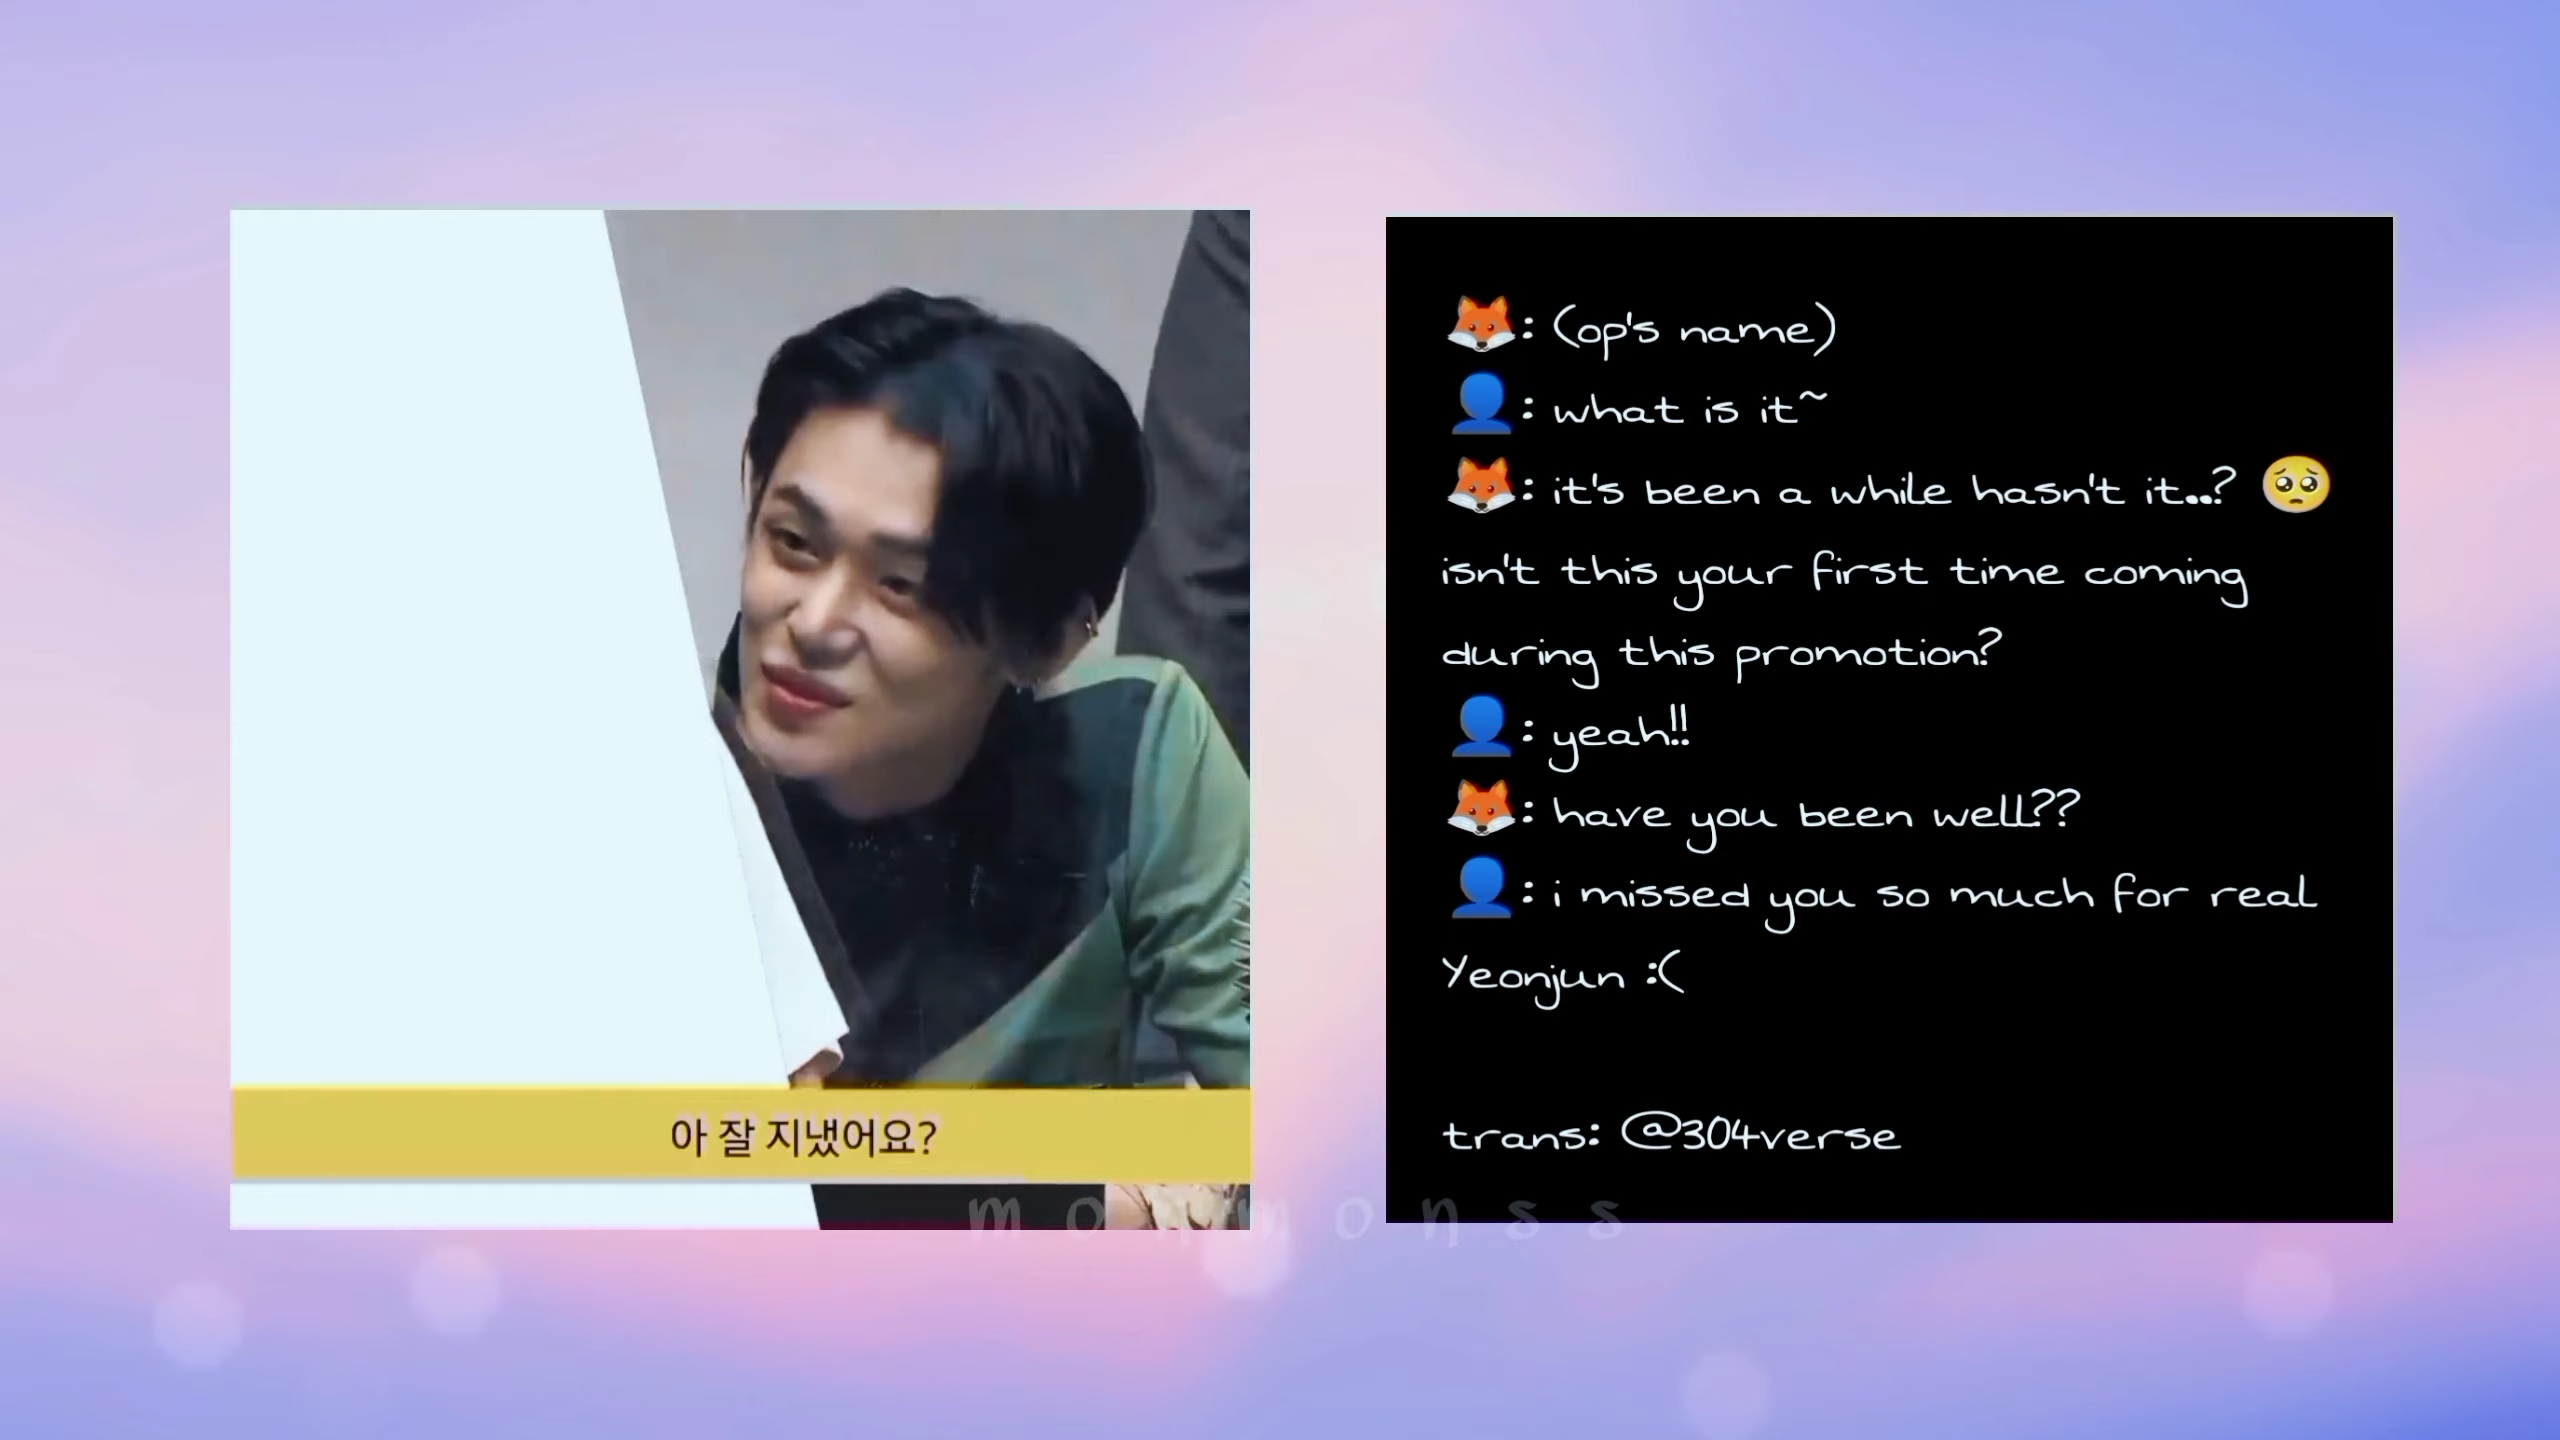 아 잘 지냈어요?
🦊: (op's name)
👤: what is it~
🦊: it's been a while hasn't it..? 🥺
isn't this your first time coming
during this promotion?
👤: yeah!!
🦊: have you been well??
👤: i missed you so much for real
Yeonjun :(
trans: @304verse
monmonss